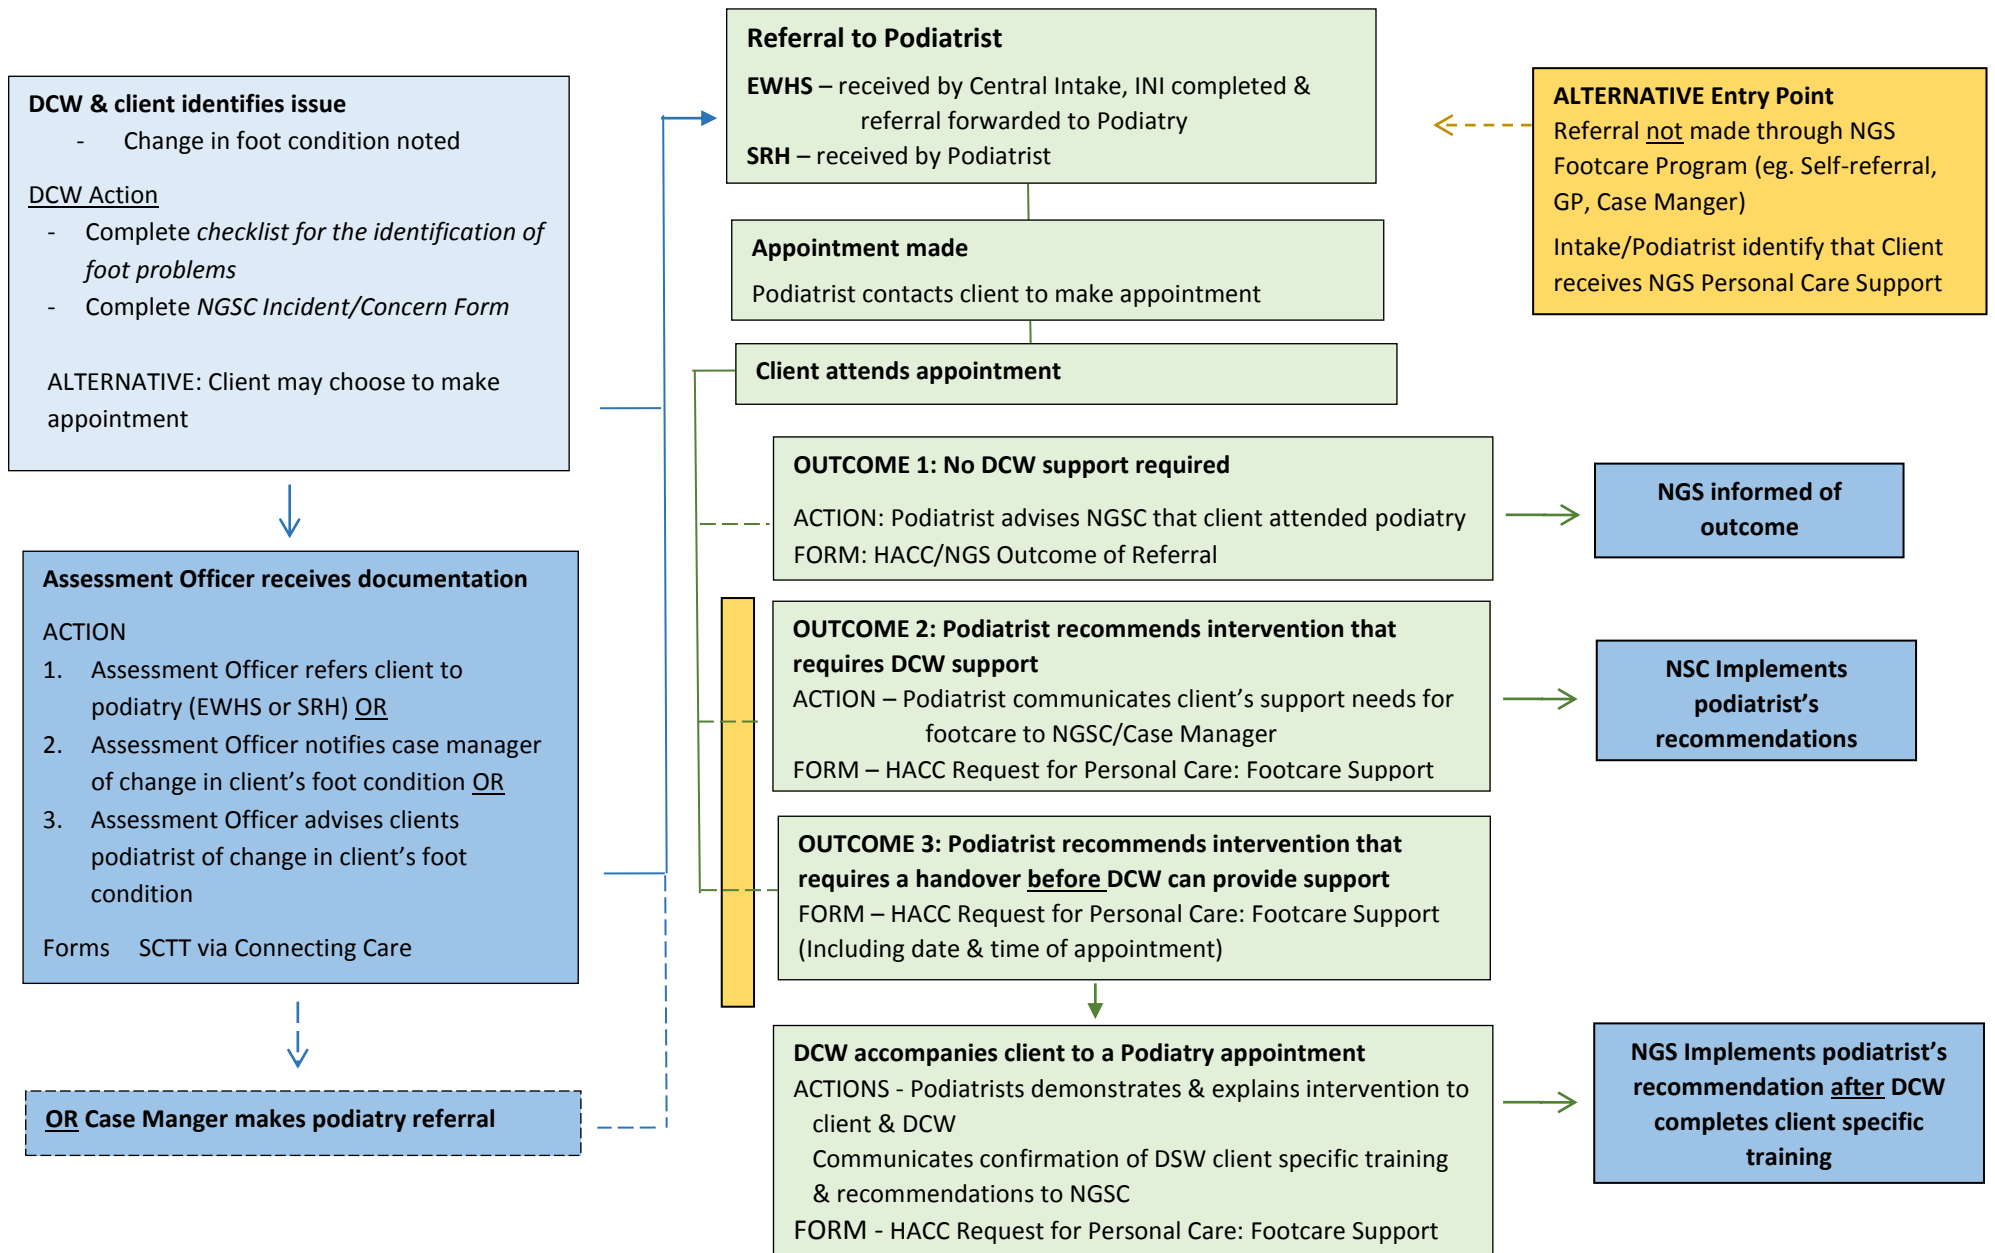 DCW & client identifies issue
- Change in foot condition noted
DCW Action
- Complete checklist for the identification of
foot problems
- Complete NGSC Incident/Concern Form
ALTERNATIVE: Client may choose to make
appointment
Assessment Officer receives documentation
ACTION
1. Assessment Officer refers client to
podiatry (EWHS or SRH) OR
2. Assessment Officer notifies case manager
of change in client’s foot condition OR
3. Assessment Officer advises clients
podiatrist of change in client’s foot
condition
Forms SCTT via Connecting Care
OR Case Manger makes podiatry referral
Referral to Podiatrist
EWHS – received by Central Intake, INI completed &
referral forwarded to Podiatry
SRH – received by Podiatrist
Appointment made
Podiatrist contacts client to make appointment
Client attends appointment
OUTCOME 1: No DCW support required
ACTION: Podiatrist advises NGSC that client attended podiatry
FORM: HACC/NGS Outcome of Referral
OUTCOME 2: Podiatrist recommends intervention that
requires DCW support
ACTION – Podiatrist communicates client’s support needs for
footcare to NGSC/Case Manager
FORM – HACC Request for Personal Care: Footcare Support
OUTCOME 3: Podiatrist recommends intervention that
requires a handover before DCW can provide support
FORM – HACC Request for Personal Care: Footcare Support
(Including date & time of appointment)
DCW accompanies client to a Podiatry appointment
ACTIONS - Podiatrists demonstrates & explains intervention to
client & DCW
Communicates confirmation of DSW client specific training
& recommendations to NGSC
FORM - HACC Request for Personal Care: Footcare Support
ALTERNATIVE Entry Point
Referral not made through NGS
Footcare Program (eg. Self-referral,
GP, Case Manger)
Intake/Podiatrist identify that Client
receives NGS Personal Care Support
NGS informed of
outcome
NSC Implements
podiatrist’s
recommendations
NGS Implements podiatrist’s
recommendation after DCW
completes client specific
training